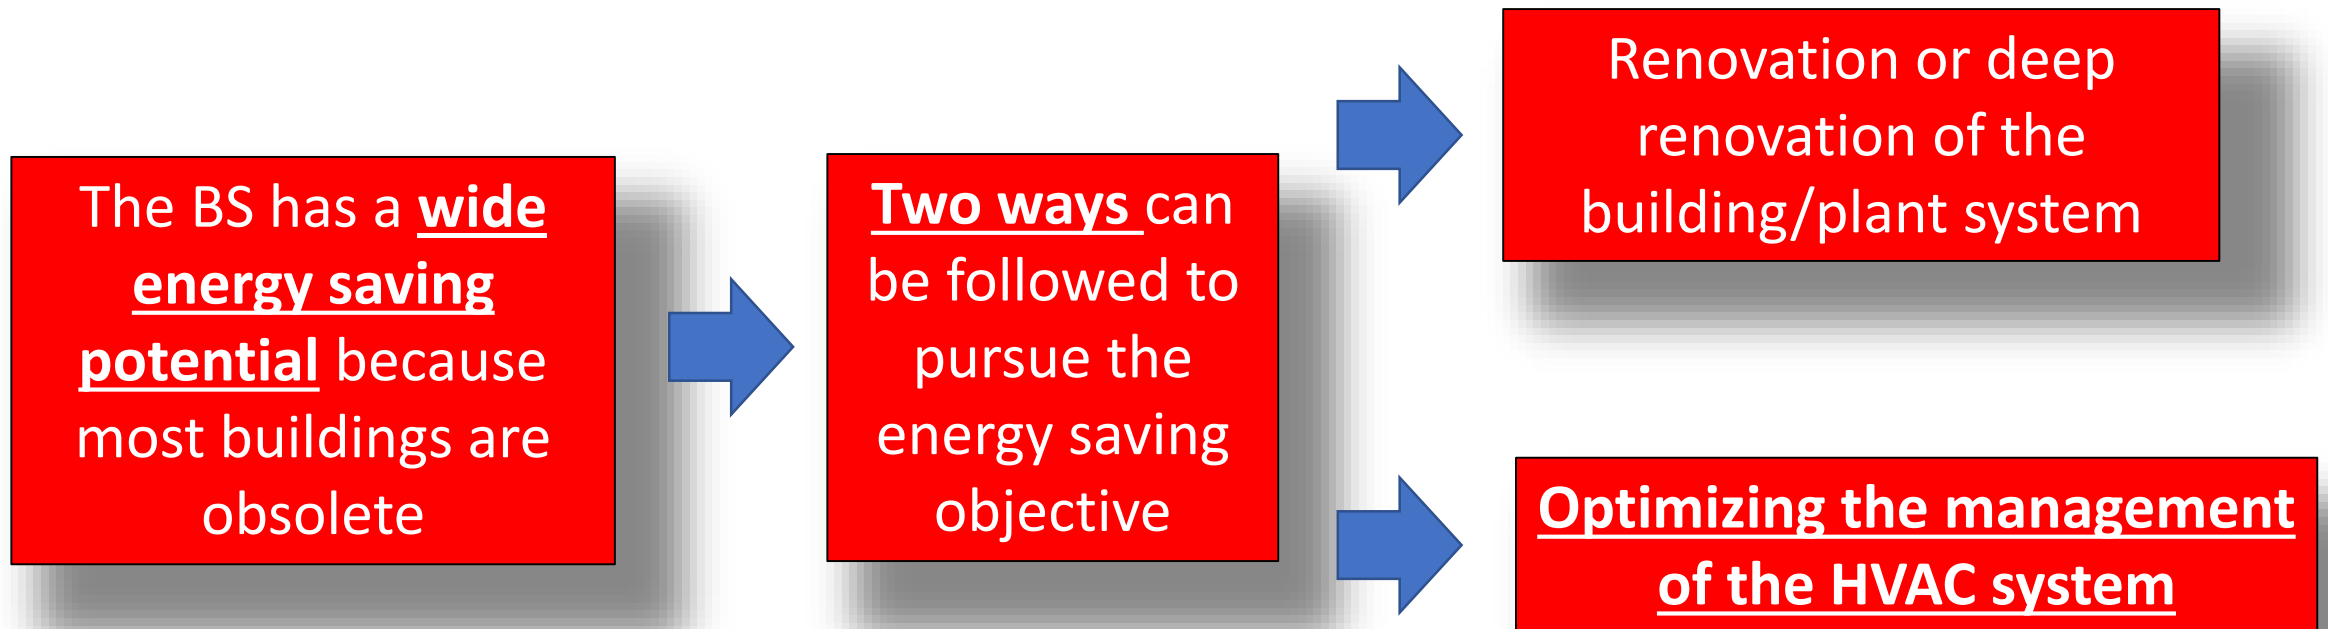 The BS has a wide
energy saving
potential because
most buildings are
obsolete
Two ways can
be followed to
pursue the
energy saving
objective
Renovation or deep
renovation of the
building/plant system
Optimizing the management
of the HVAC system